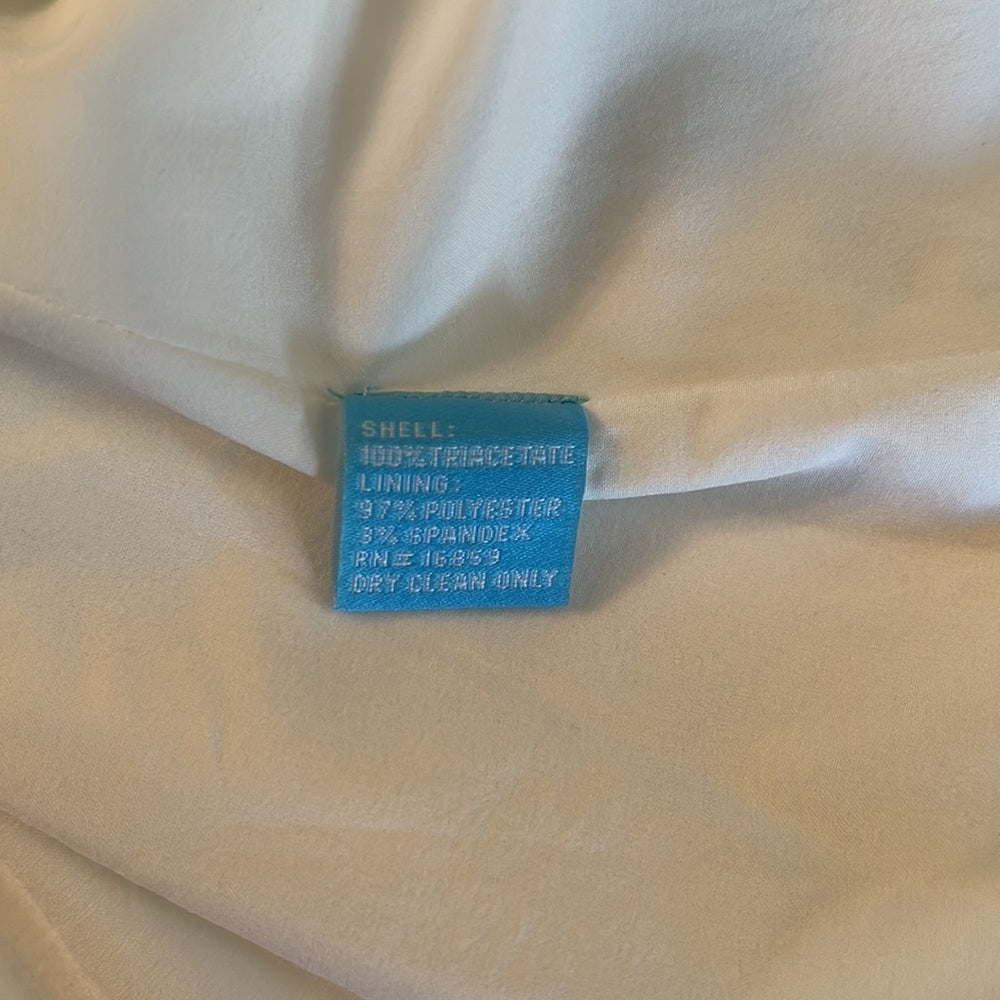 SHELL:
100% TRIACETATE
LINING:
97% POLYESTER
3% SPANDEX
RN# 16859
DRY CLEAN ONLY